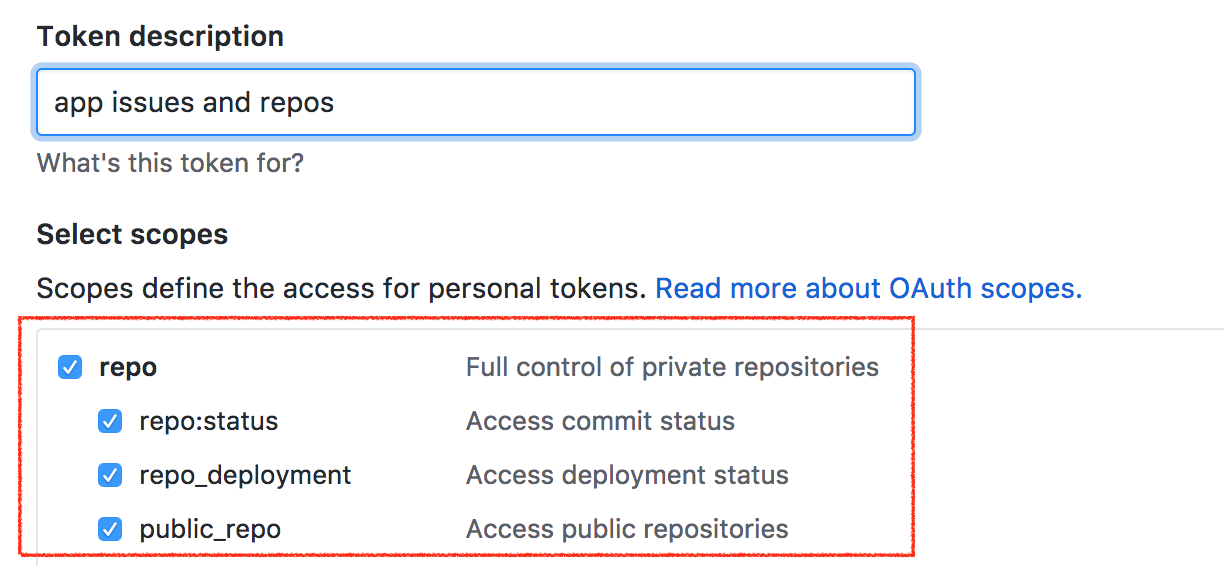 Token description
app issues and repos
What's this token for?
Select scopes
Scopes define the access for personal tokens. Read more about OAuth scopes.
repo Full control of private repositories
repo:status Access commit status
repo_deployment Access deployment status
public_repo Access public repositories